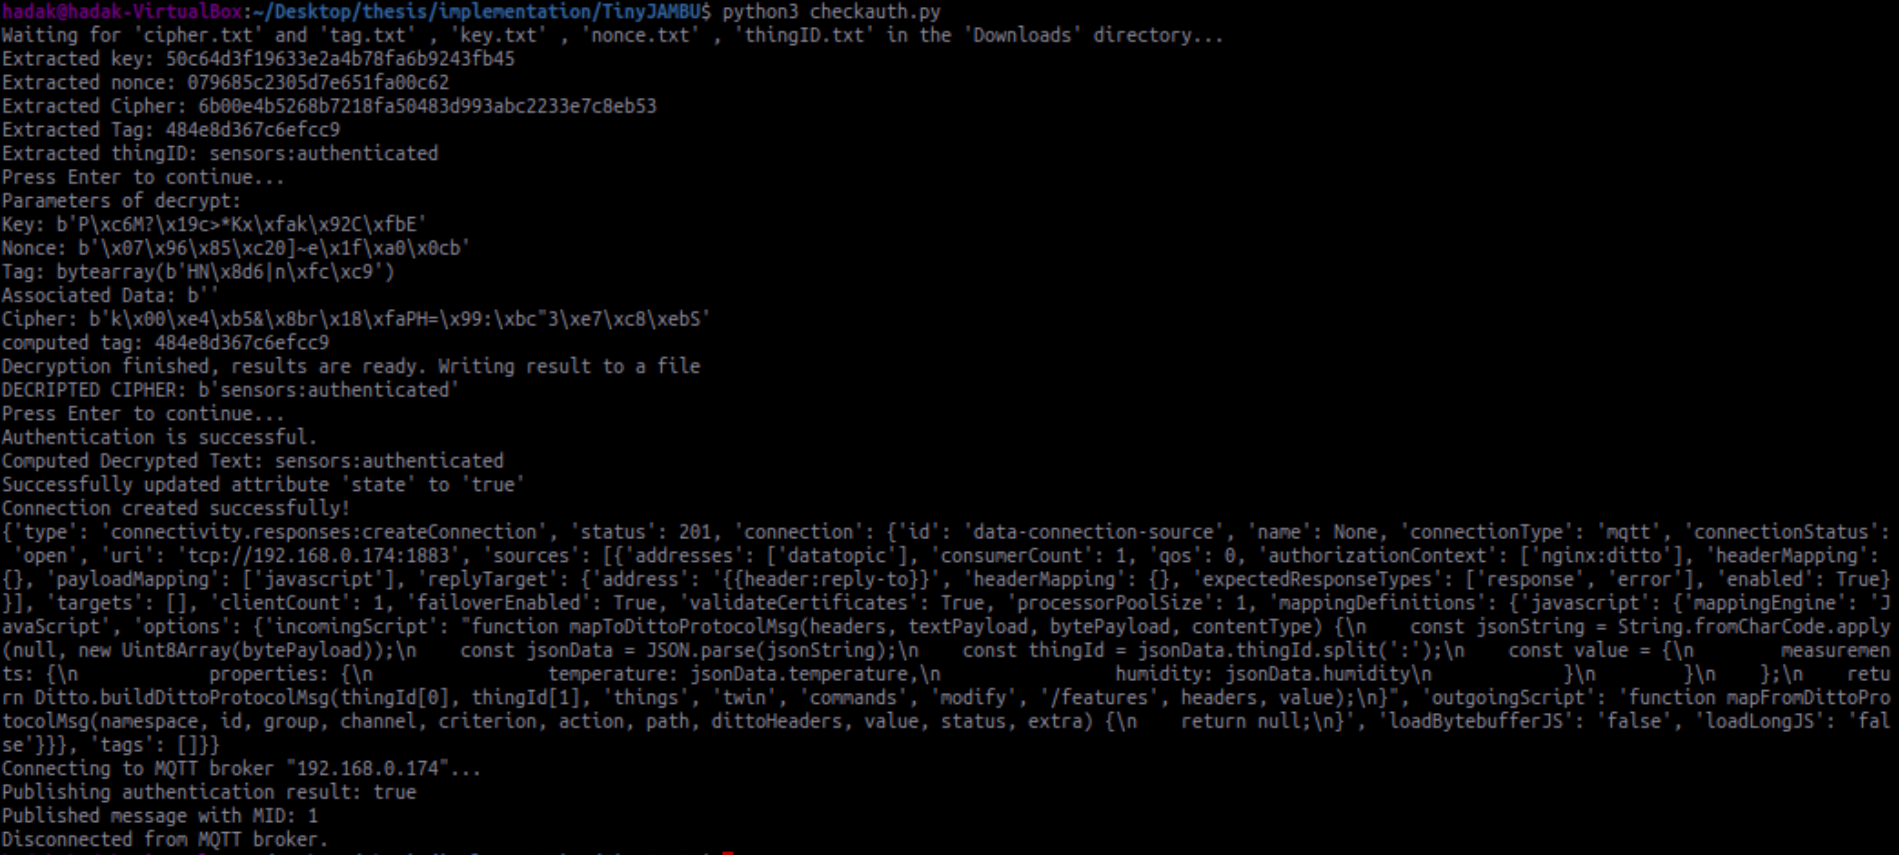 hadak@hadak-VirtualBox:~/Desktop/thesis/implementation/TinyJAMBU$ python3 checkauth.py
Waiting for 'cipher.txt' and 'tag.txt' , 'key.txt' , 'nonce.txt' , 'thingID.txt' in the 'Downloads' directory...
Extracted key: 50c64d3f19633e2a4b78fa6b9243fb45
Extracted nonce: 079685c2305d7e651fa00c62
Extracted Cipher: 6b00e4b5268b7218fa50483d993abc2233e7c8eb53
Extracted Tag: 484e8d367c6efcc9
Extracted thingID: sensors:authenticated
Press Enter to continue...
Parameters of decrypt:
Key: b'P\xc6M?\x19c>*Kx\xfak\x92C\xfbE'
Nonce: b'\x07\x96\x85\xc20]~e\x1f\xa0\x0cb'
Tag: bytearray(b'HN\x8d6|n\xfc\xc9')
Associated Data: b''
Cipher: b'k\x00\xe4\xb5&\x8br\x18\xfaPH=\x99:\xbc"3\xe7\xc8\xebS'
computed tag: 484e8d367c6efcc9
Decryption finished, results are ready. Writing result to a file
DECRIPTED CIPHER: b'sensors:authenticated'
Press Enter to continue...
Authentication is successful.
Computed Decrypted Text: sensors:authenticated
Successfully updated attribute 'state' to 'true'
Connection created successfully!
{'type': 'connectivity.responses:createConnection', 'status': 201, 'connection': {'id': 'data-connection-source', 'name': None, 'connectionType': 'mqtt', 'connectionStatus':
 'open', 'uri': 'tcp://192.168.0.174:1883', 'sources': [{'addresses': ['datatopic'], 'consumerCount': 1, 'qos': 0, 'authorizationContext': ['nginx:ditto'], 'headerMapping':
{}, 'payloadMapping': ['javascript'], 'replyTarget': {'address': '{{header:reply-to}}', 'headerMapping': {}, 'expectedResponseTypes': ['response', 'error'], 'enabled': True}
}], 'targets': [], 'clientCount': 1, 'failoverEnabled': True, 'validateCertificates': True, 'processorPoolSize': 1, 'mappingDefinitions': {'javascript': {'mappingEngine': 'J
avaScript', 'options': {'incomingScript': "function mapToDittoProtocolMsg(headers, textPayload, bytePayload, contentType) {\n    const jsonString = String.fromCharCode.apply
(null, new Uint8Array(bytePayload));\n    const jsonData = JSON.parse(jsonString);\n    const thingId = jsonData.thingId.split(':');\n    const value = {\n        measuremen
ts: {\n            properties: {\n                temperature: jsonData.temperature,\n                humidity: jsonData.humidity\n            }\n        }\n    };\n    retu
rn Ditto.buildDittoProtocolMsg(thingId[0], thingId[1], 'things', 'twin', 'commands', 'modify', '/features', headers, value);\n}", 'outgoingScript': 'function mapFromDittoPro
tocolMsg(namespace, id, group, channel, criterion, action, path, dittoHeaders, value, status, extra) {\n    return null;\n}', 'loadBytebufferJS': 'false', 'loadLongJS': 'fal
se'}}}, 'tags': []}}
Connecting to MQTT broker "192.168.0.174"...
Publishing authentication result: true
Published message with MID: 1
Disconnected from MQTT broker.